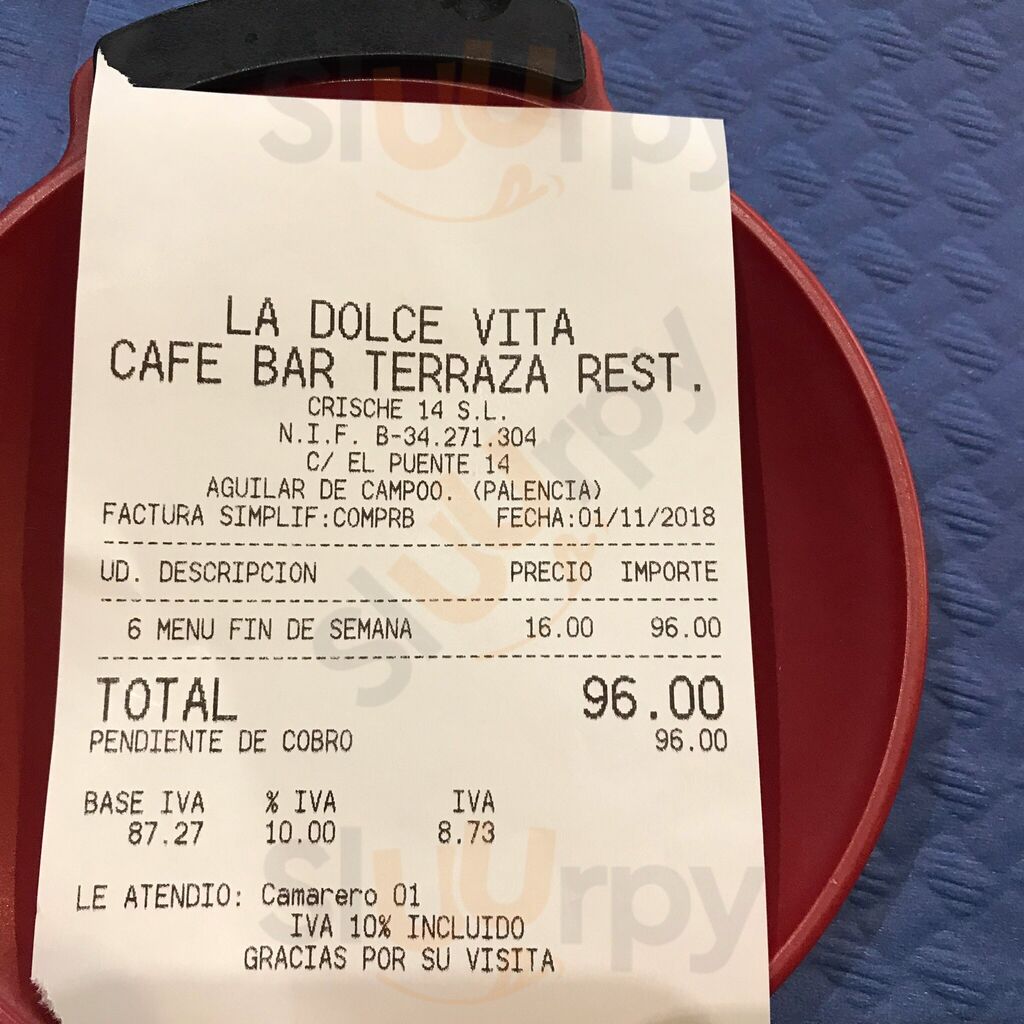 LA DOLCE VITA
CAFE BAR TERRAZA REST.
CRISCHE 14 S.L.
N.I.F. B-34.271.304
C/ EL PUENTE 14
AGUILAR DE CAMPOO. (PALENCIA)
FACTURA SIMPLIF:COMPRB FECHA:01/11/2018
UD. DESCRIPCION PRECIO IMPORTE
6 MENU FIN DE SEMANA 16.00 96.00
TOTAL 96.00
PENDIENTE DE COBRO 96.00
BASE IVA % IVA IVA
87.27 10.00 8.73
LE ATENDIO: Camarero 01
IVA 10% INCLUIDO
GRACIAS POR SU VISITA
sluurpy
sluurpy
sluurpy